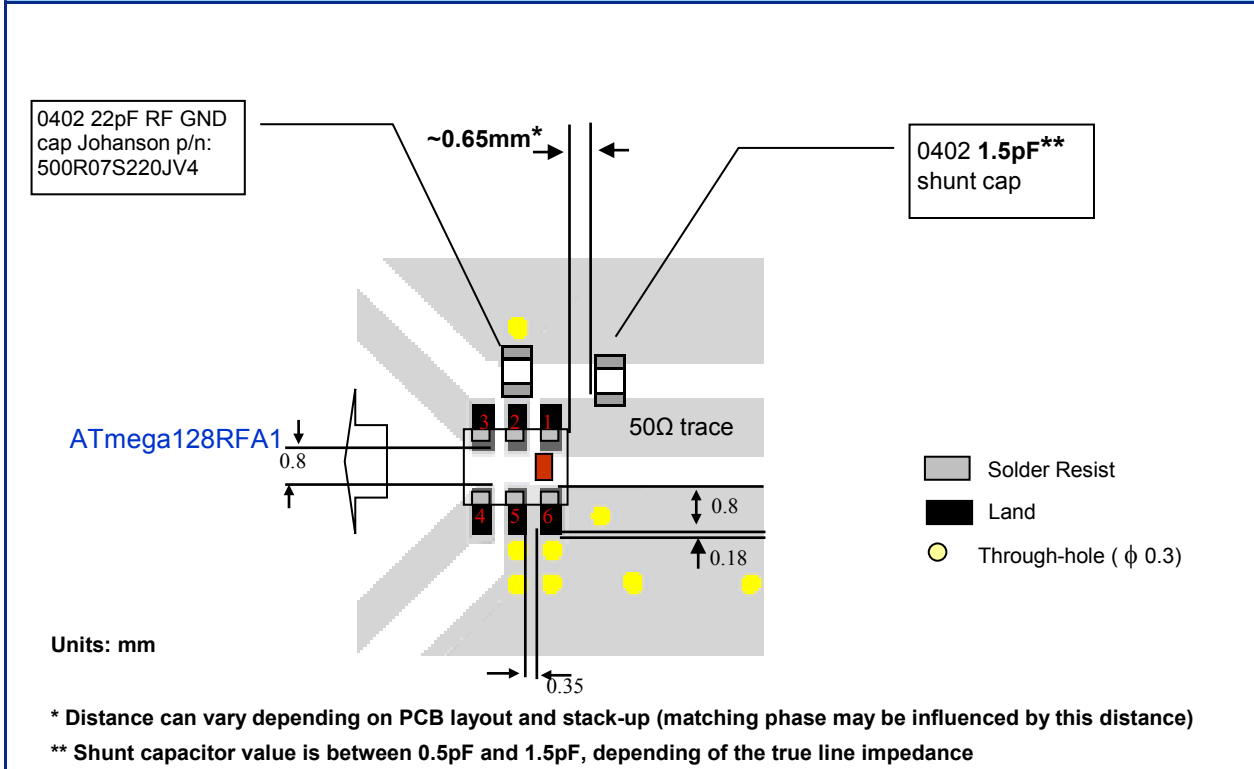 0402 22pF RF GND
cap Johanson p/n:
500R07S220JV4
~0.65mm*
0402 1.5pF**
shunt cap
ATmega128RFA1
0.8
3 2 1
50Ω trace
4 5 6
0.8
0.18
0.35
Solder Resist
Land
Through-hole ( ϕ 0.3)
Units: mm
* Distance can vary depending on PCB layout and stack-up (matching phase may be influenced by this distance)
** Shunt capacitor value is between 0.5pF and 1.5pF, depending of the true line impedance